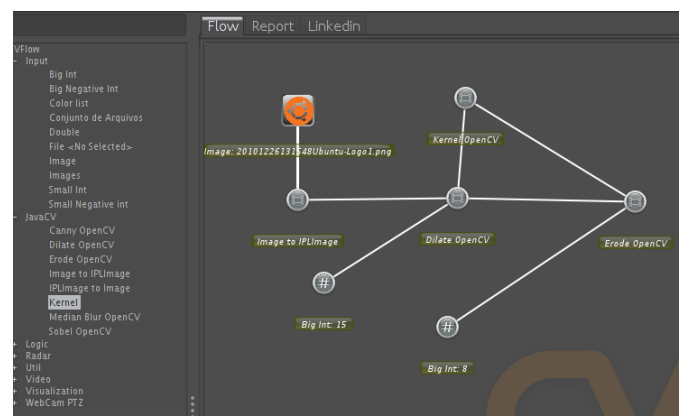 Flow Report Linkedin
VFlow
Input
Big Int
Big Negative Int
Color list
Conjunto de Arquivos
Double
File <No Selected>
Image
Images
Small Int
Small Negative int
JavaCV
Canny OpenCV
Dilate OpenCV
Erode OpenCV
Image to IPLImage
IPLImage to Image
Kernel
Median Blur OpenCV
Sobel OpenCV
Logic
Radar
Util
Video
Visualization
WebCam PTZ
Kernel OpenCV
Image: 20101226131548Ubuntu-Logo1.png
Image to IPLImage
Dilate OpenCV
Erode OpenCV
#
Big Int: 15
#
Big Int: 8
CV